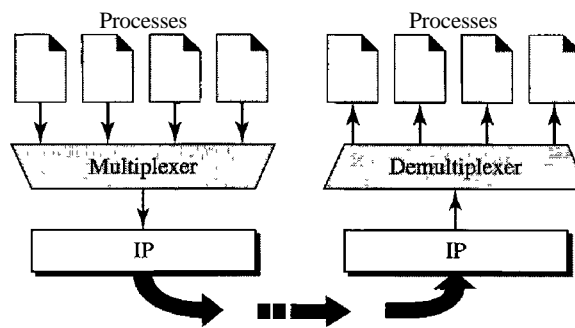 Processes
Processes
Multiplexer
Demultiplexer
IP
IP